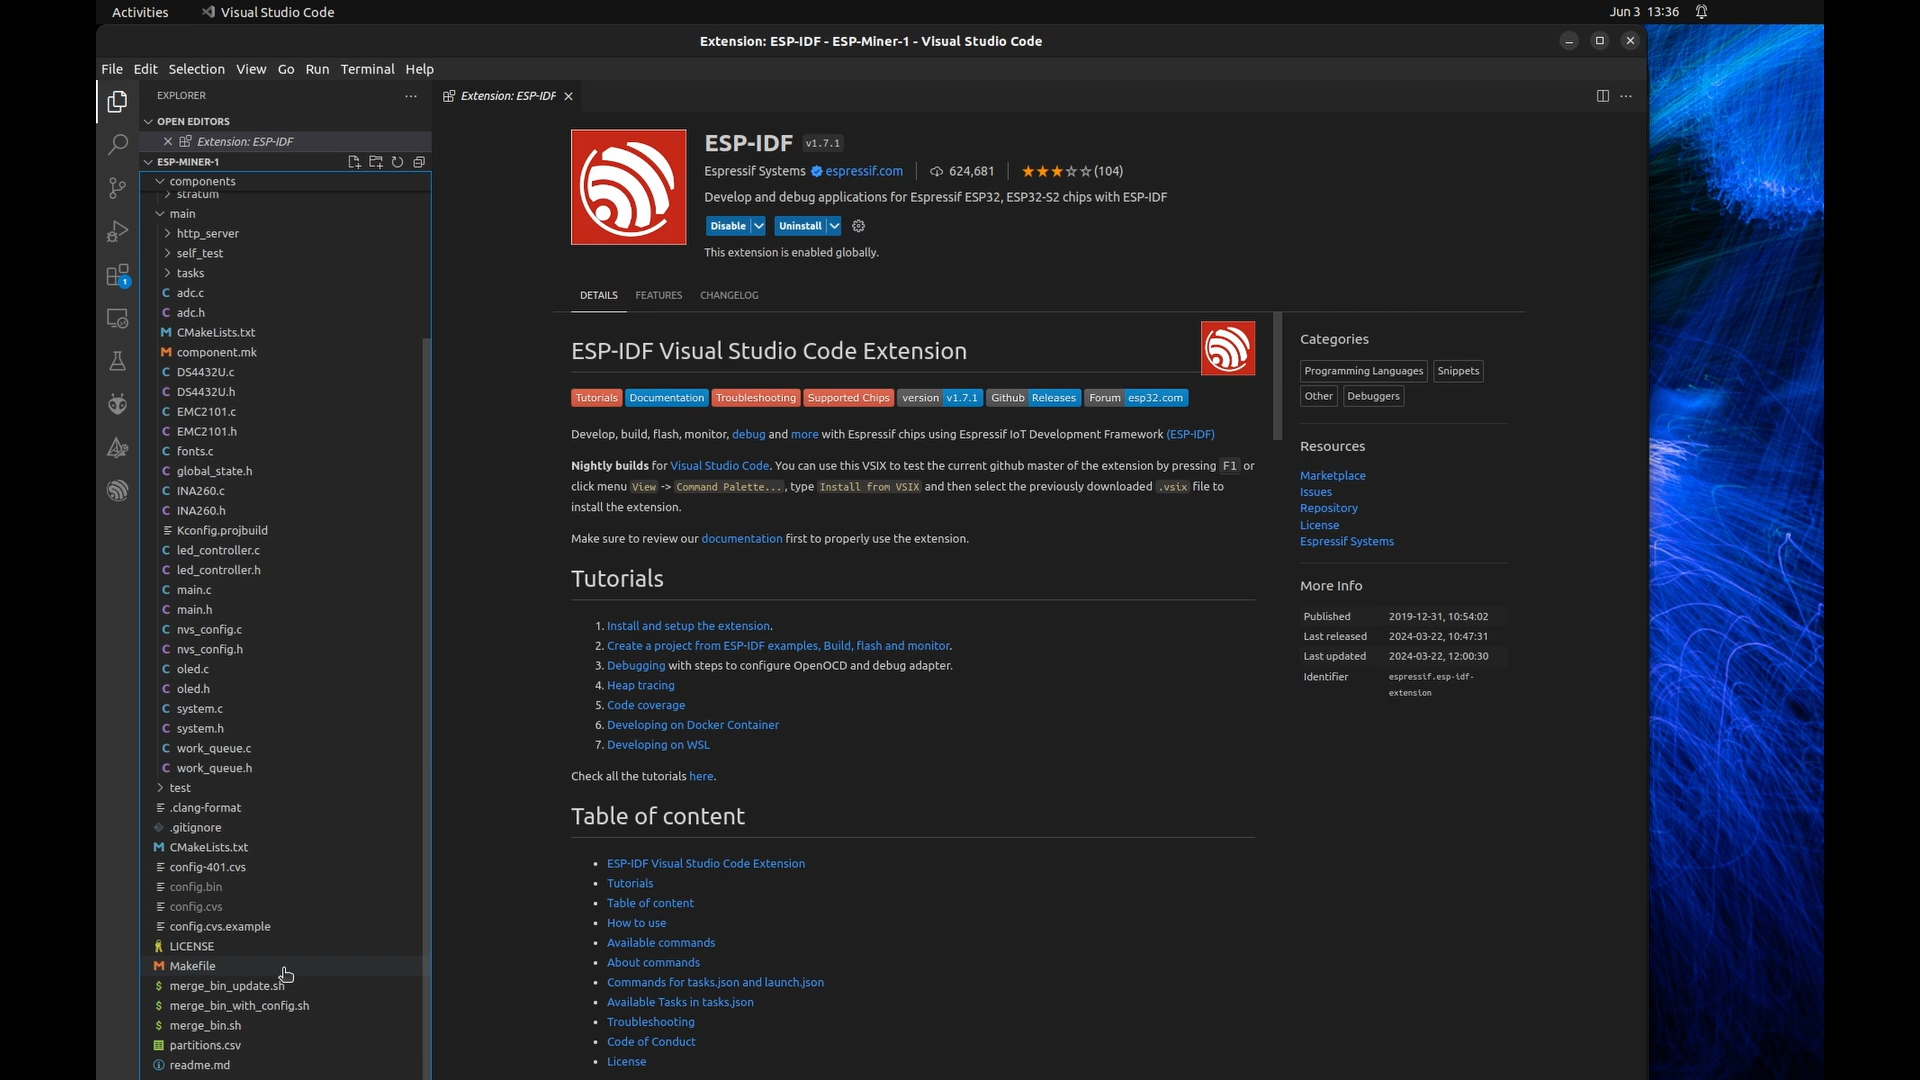 Activities
Visual Studio Code
Jun 3 13:36
Extension: ESP-IDF - ESP-Miner-1 - Visual Studio Code
File Edit Selection View Go Run Terminal Help
EXPLORER
OPEN EDITORS
Extension: ESP-IDF
ESP-MINER-1
components
stratum
main
http_server
self_test
tasks
adc.c
adc.h
CMakeLists.txt
component.mk
DS4432U.c
DS4432U.h
EMC2101.c
EMC2101.h
fonts.c
global_state.h
INA260.c
INA260.h
Kconfig.projbuild
led_controller.c
led_controller.h
main.c
main.h
nvs_config.c
nvs_config.h
oled.c
oled.h
system.c
system.h
work_queue.c
work_queue.h
test
.clang-format
.gitignore
CMakeLists.txt
config-401.cvs
config.bin
config.cvs
config.cvs.example
LICENSE
Makefile
merge_bin_update.sh
merge_bin_with_config.sh
merge_bin.sh
partitions.csv
readme.md
1
Extension: ESP-IDF
ESP-IDF v1.7.1
Espressif Systems espressif.com 624,681 (104)
Develop and debug applications for Espressif ESP32, ESP32-S2 chips with ESP-IDF
Disable Uninstall
This extension is enabled globally.
DETAILS FEATURES CHANGELOG
ESP-IDF Visual Studio Code Extension
Tutorials Documentation Troubleshooting Supported Chips version v1.7.1 Github Releases Forum esp32.com
Develop, build, flash, monitor, debug and more with Espressif chips using Espressif IoT Development Framework (ESP-IDF)
Nightly builds for Visual Studio Code. You can use this VSIX to test the current github master of the extension by pressing F1 or
click menu View -> Command Palette..., type Install from VSIX and then select the previously downloaded .vsix file to
install the extension.
Make sure to review our documentation first to properly use the extension.
Tutorials
1. Install and setup the extension.
2. Create a project from ESP-IDF examples, Build, flash and monitor.
3. Debugging with steps to configure OpenOCD and debug adapter.
4. Heap tracing
5. Code coverage
6. Developing on Docker Container
7. Developing on WSL
Check all the tutorials here.
Table of content
• ESP-IDF Visual Studio Code Extension
• Tutorials
• Table of content
• How to use
• Available commands
• About commands
• Commands for tasks.json and launch.json
• Available Tasks in tasks.json
• Troubleshooting
• Code of Conduct
• License
Categories
Programming Languages Snippets
Other Debuggers
Resources
Marketplace
Issues
Repository
License
Espressif Systems
More Info
Published 2019-12-31, 10:54:02
Last released 2024-03-22, 10:47:31
Last updated 2024-03-22, 12:00:30
Identifier espressif.esp-idf-
extension